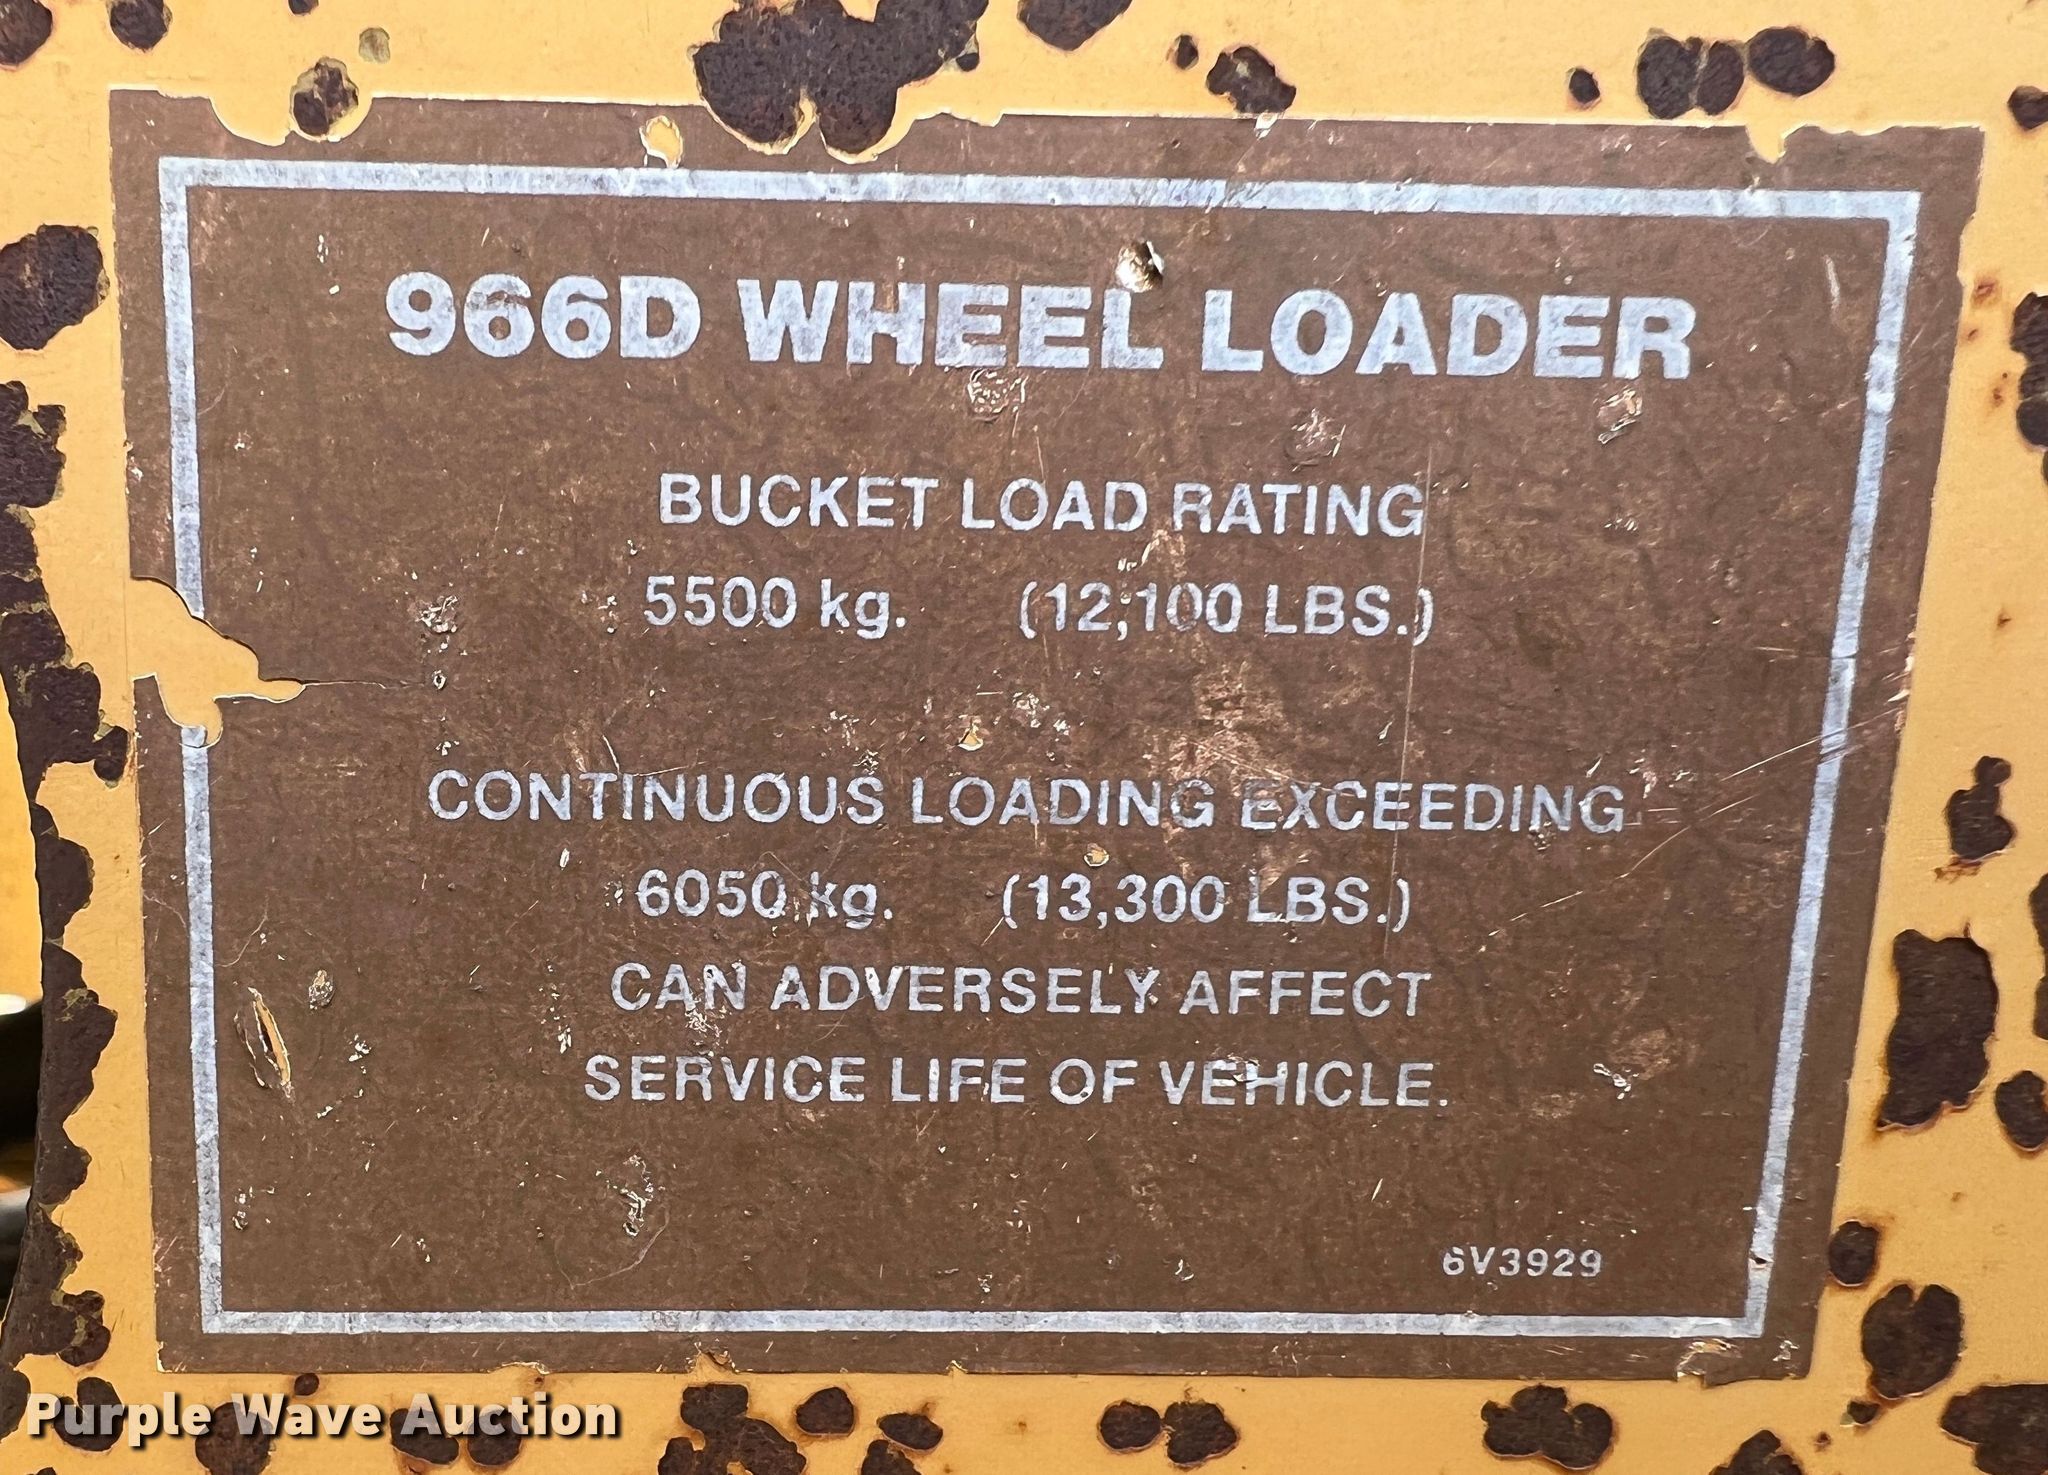 966D WHEEL LOADER
BUCKET LOAD RATING
5500 kg. (12,100 LBS.)
CONTINUOUS LOADING EXCEEDING
6050 kg. (13,300 LBS.)
CAN ADVERSELY AFFECT
SERVICE LIFE OF VEHICLE.
6V3929
Purple Wave Auction